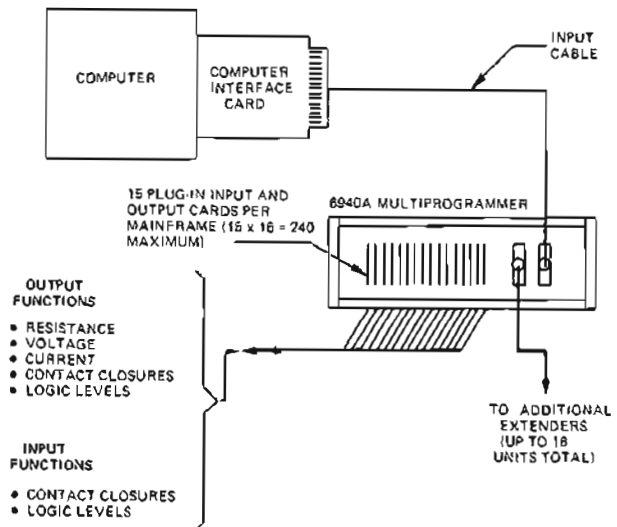 COMPUTER
COMPUTER
INTERFACE
CARD
INPUT
CABLE
15 PLUG-IN INPUT AND
OUTPUT CARDS PER
MAINFRAME (15 x 16 = 240
MAXIMUM)
6940A MULTIPROGRAMMER
OUTPUT
FUNCTIONS
• RESISTANCE
• VOLTAGE
• CURRENT
• CONTACT CLOSURES
• LOGIC LEVELS
INPUT
FUNCTIONS
• CONTACT CLOSURES
• LOGIC LEVELS
TO ADDITIONAL
EXTENDERS
(UP TO 16
UNITS TOTAL)